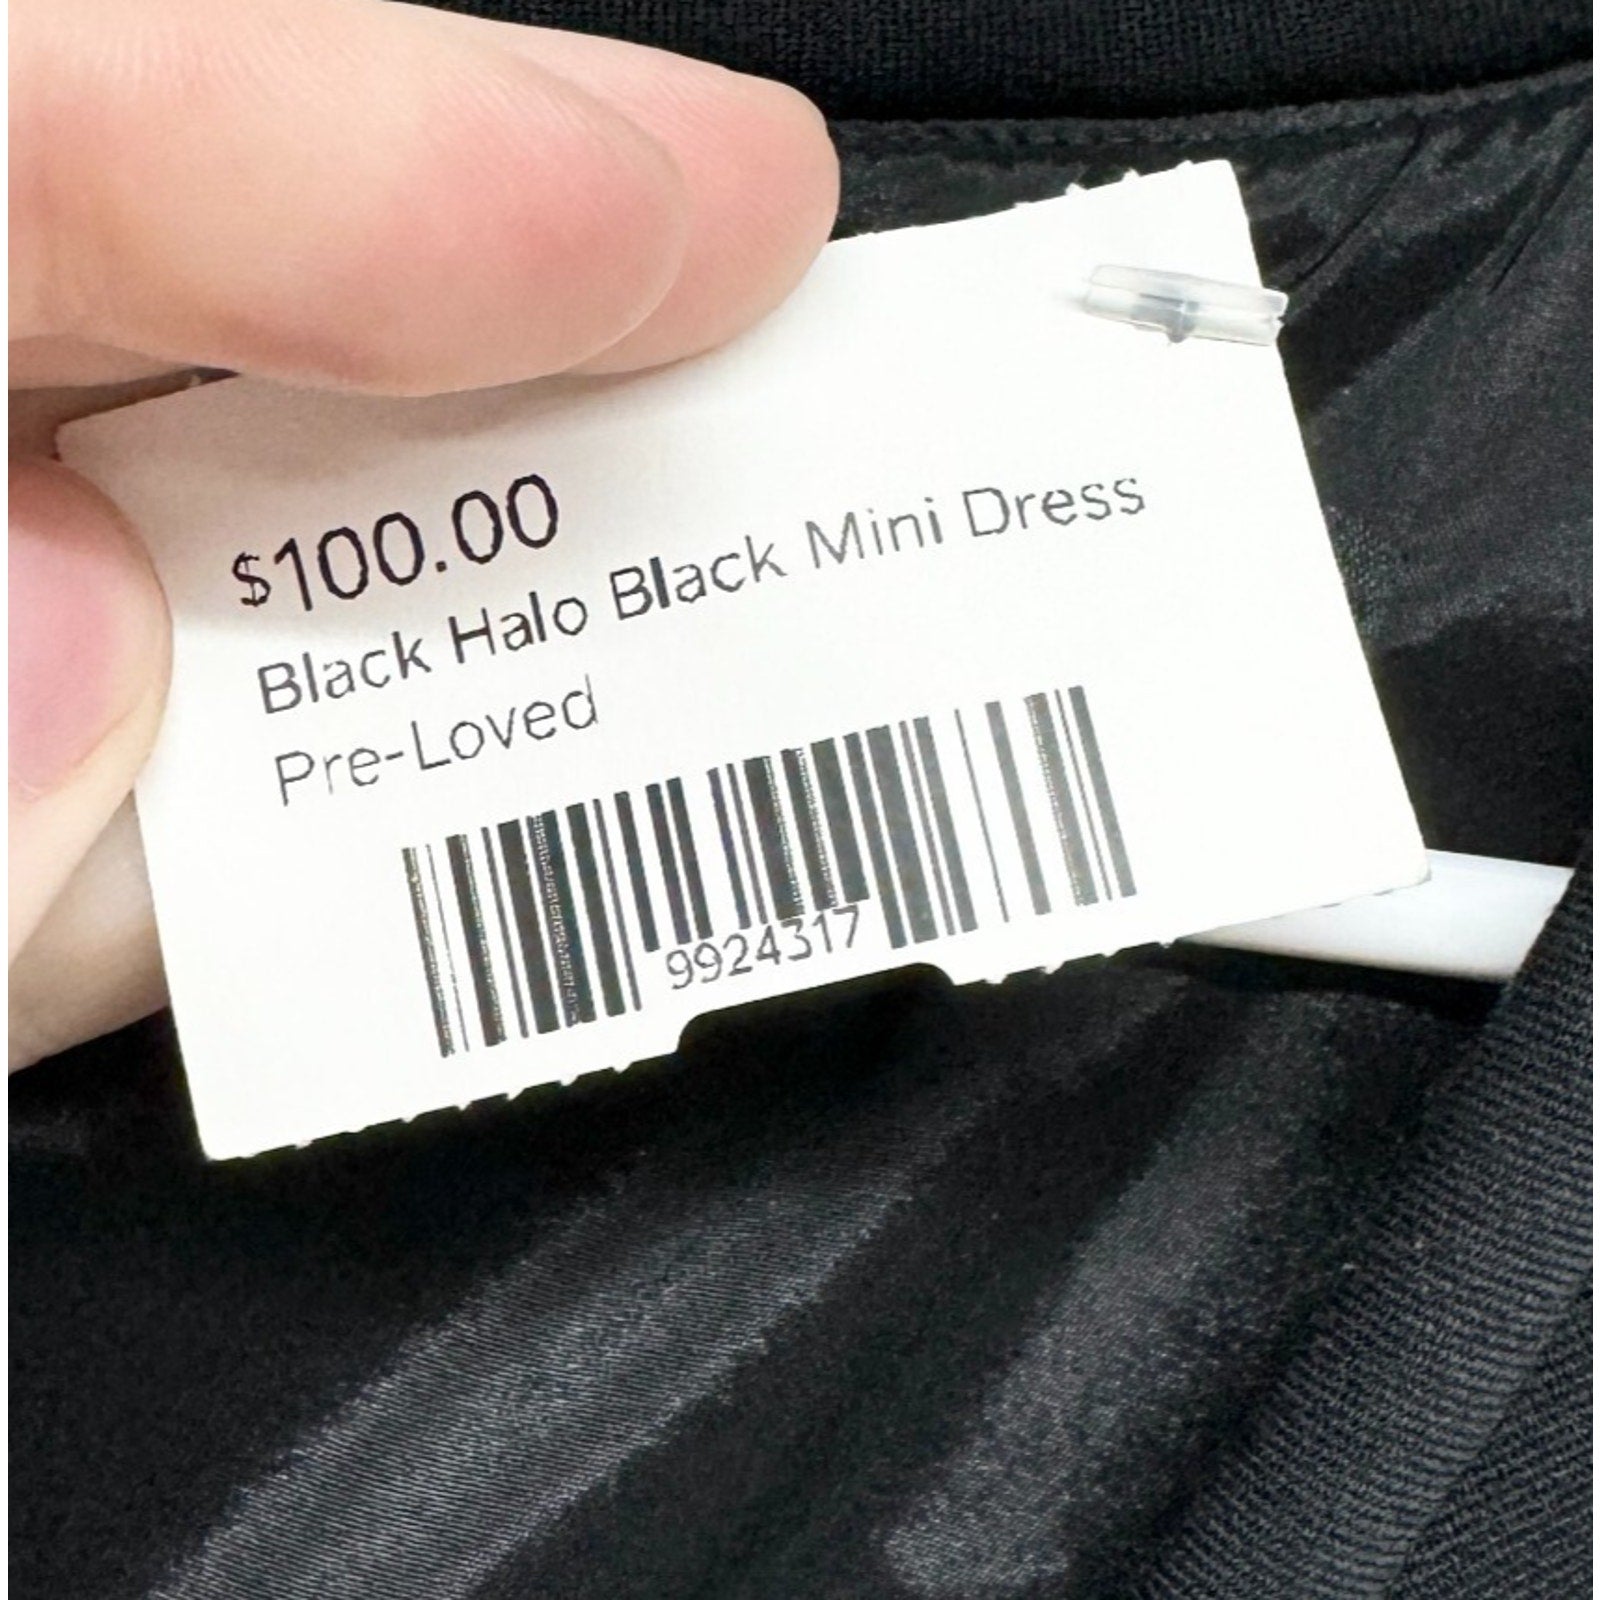 $100.00
Black Halo Black Mini Dress
Pre-Loved
9924317